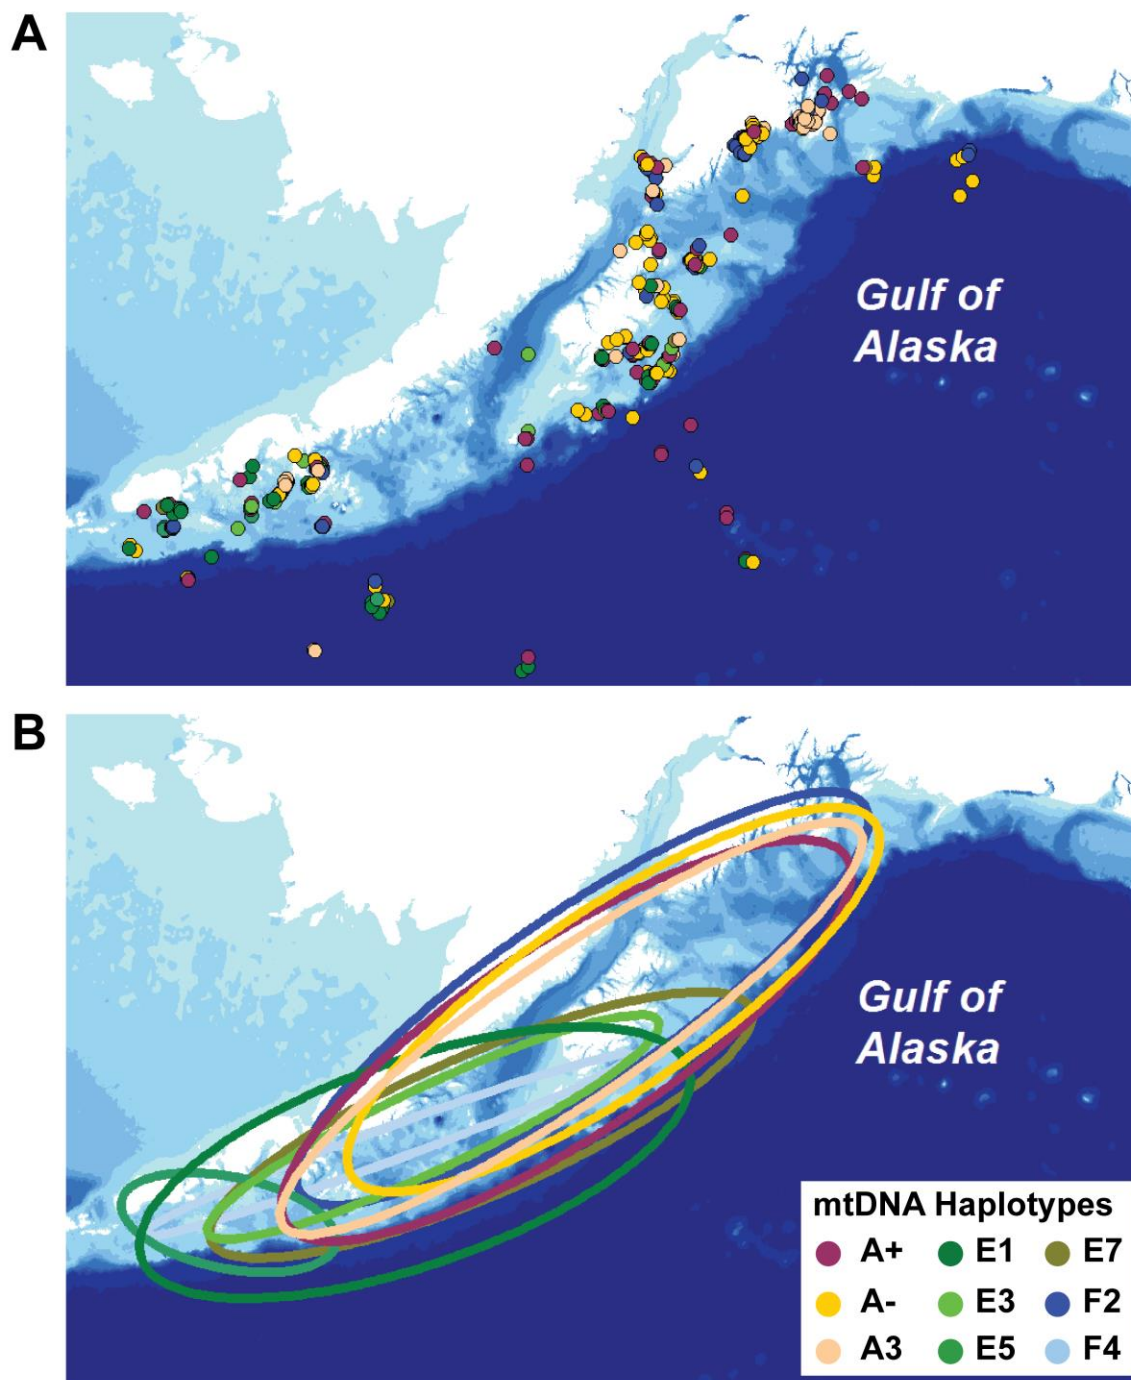 A
Gulf of
Alaska
B
Gulf of
Alaska
mtDNA Haplotypes
A+ E1 E7
A- E3 F2
A3 E5 F4